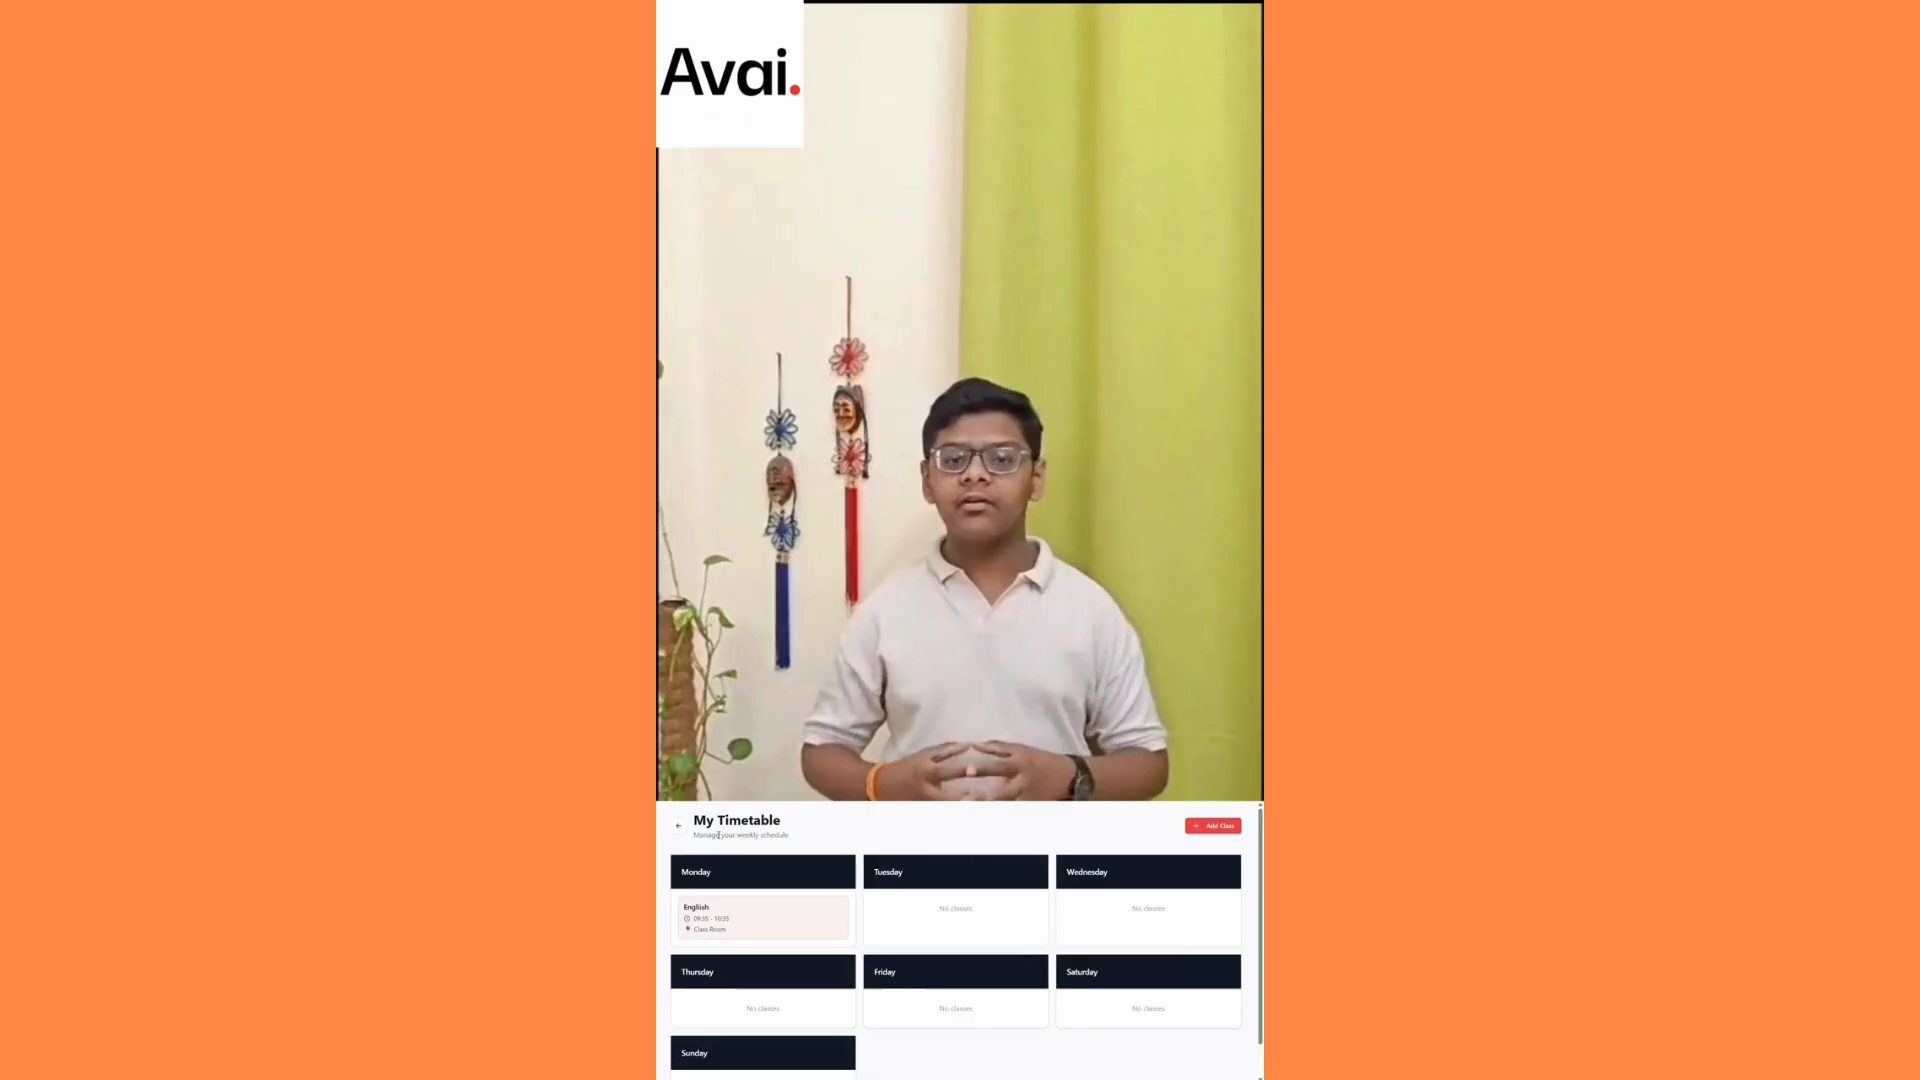 Avai.
My Timetable
Manage your weekly schedule
+ Add Class
Monday
English
09:35 - 10:35
Class Room
Tuesday
No classes
Wednesday
No classes
Thursday
No classes
Friday
No classes
Saturday
No classes
Sunday